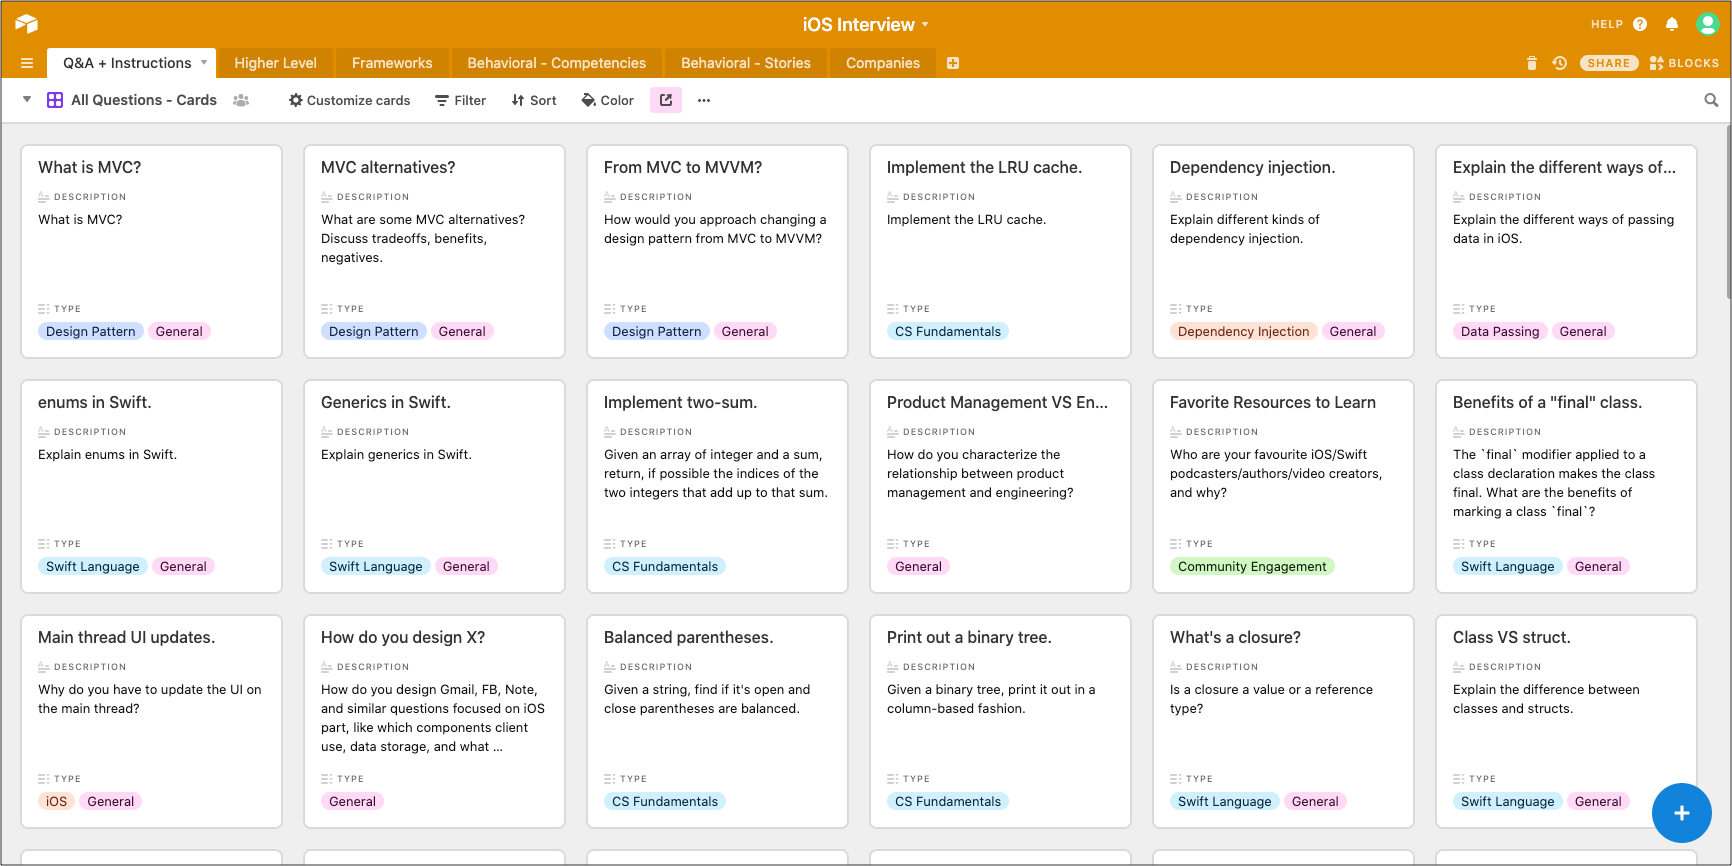 iOS Interview
HELP
Q&A + Instructions
Higher Level
Frameworks
Behavioral - Competencies
Behavioral - Stories
Companies
SHARE
BLOCKS
All Questions - Cards
Customize cards
Filter
Sort
Color
What is MVC?
DESCRIPTION
What is MVC?
TYPE
Design Pattern General
MVC alternatives?
DESCRIPTION
What are some MVC alternatives?
Discuss tradeoffs, benefits,
negatives.
TYPE
Design Pattern General
From MVC to MVVM?
DESCRIPTION
How would you approach changing a
design pattern from MVC to MVVM?
TYPE
Design Pattern General
Implement the LRU cache.
DESCRIPTION
Implement the LRU cache.
TYPE
CS Fundamentals
Dependency injection.
DESCRIPTION
Explain different kinds of
dependency injection.
TYPE
Dependency Injection General
Explain the different ways of...
DESCRIPTION
Explain the different ways of passing
data in iOS.
TYPE
Data Passing General
enums in Swift.
DESCRIPTION
Explain enums in Swift.
TYPE
Swift Language General
Generics in Swift.
DESCRIPTION
Explain generics in Swift.
TYPE
Swift Language General
Implement two-sum.
DESCRIPTION
Given an array of integer and a sum,
return, if possible the indices of the
two integers that add up to that sum.
TYPE
CS Fundamentals
Product Management VS En...
DESCRIPTION
How do you characterize the
relationship between product
management and engineering?
TYPE
General
Favorite Resources to Learn
DESCRIPTION
Who are your favourite iOS/Swift
podcasters/authors/video creators,
and why?
TYPE
Community Engagement
Benefits of a "final" class.
DESCRIPTION
The `final` modifier applied to a
class declaration makes the class
final. What are the benefits of
marking a class `final`?
TYPE
Swift Language General
Main thread UI updates.
DESCRIPTION
Why do you have to update the UI on
the main thread?
TYPE
iOS General
How do you design X?
DESCRIPTION
How do you design Gmail, FB, Note,
and similar questions focused on iOS
part, like which components client
use, data storage, and what ...
TYPE
General
Balanced parentheses.
DESCRIPTION
Given a string, find if it's open and
close parentheses are balanced.
TYPE
CS Fundamentals
Print out a binary tree.
DESCRIPTION
Given a binary tree, print it out in a
column-based fashion.
TYPE
CS Fundamentals
What's a closure?
DESCRIPTION
Is a closure a value or a reference
type?
TYPE
Swift Language General
Class VS struct.
DESCRIPTION
Explain the difference between
classes and structs.
TYPE
Swift Language General